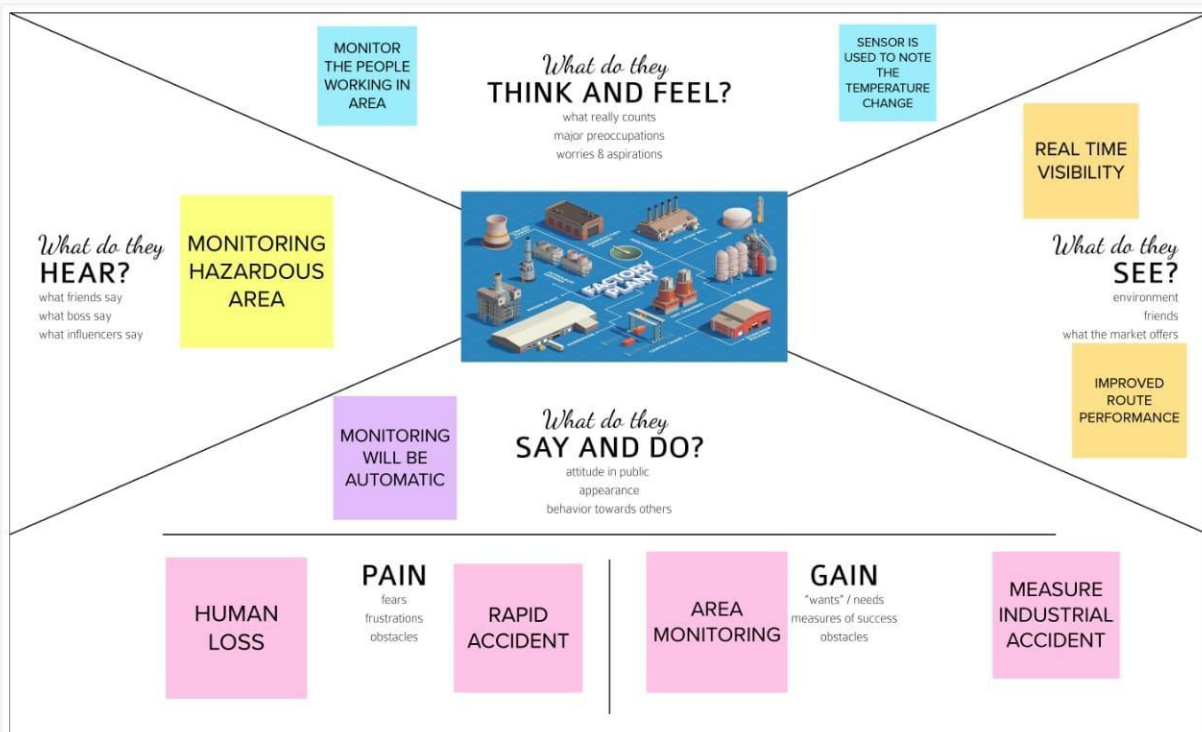 MONITOR
THE PEOPLE
WORKING IN
AREA
What do they
THINK AND FEEL?
what really counts
major preoccupations
worries & aspirations
SENSOR IS
USED TO NOTE
THE
TEMPERATURE
CHANGE
REAL TIME
VISIBILITY
What do they
HEAR?
what friends say
what boss say
what influencers say
MONITORING
HAZARDOUS
AREA
FACTORY
PLANT
What do they
SEE?
environment
friends
what the market offers
IMPROVED
ROUTE
PERFORMANCE
MONITORING
WILL BE
AUTOMATIC
What do they
SAY AND DO?
attitude in public
appearance
behavior towards others
HUMAN
LOSS
PAIN
fears
frustrations
obstacles
RAPID
ACCIDENT
AREA
MONITORING
GAIN
"wants" / needs
measures of success
obstacles
MEASURE
INDUSTRIAL
ACCIDENT